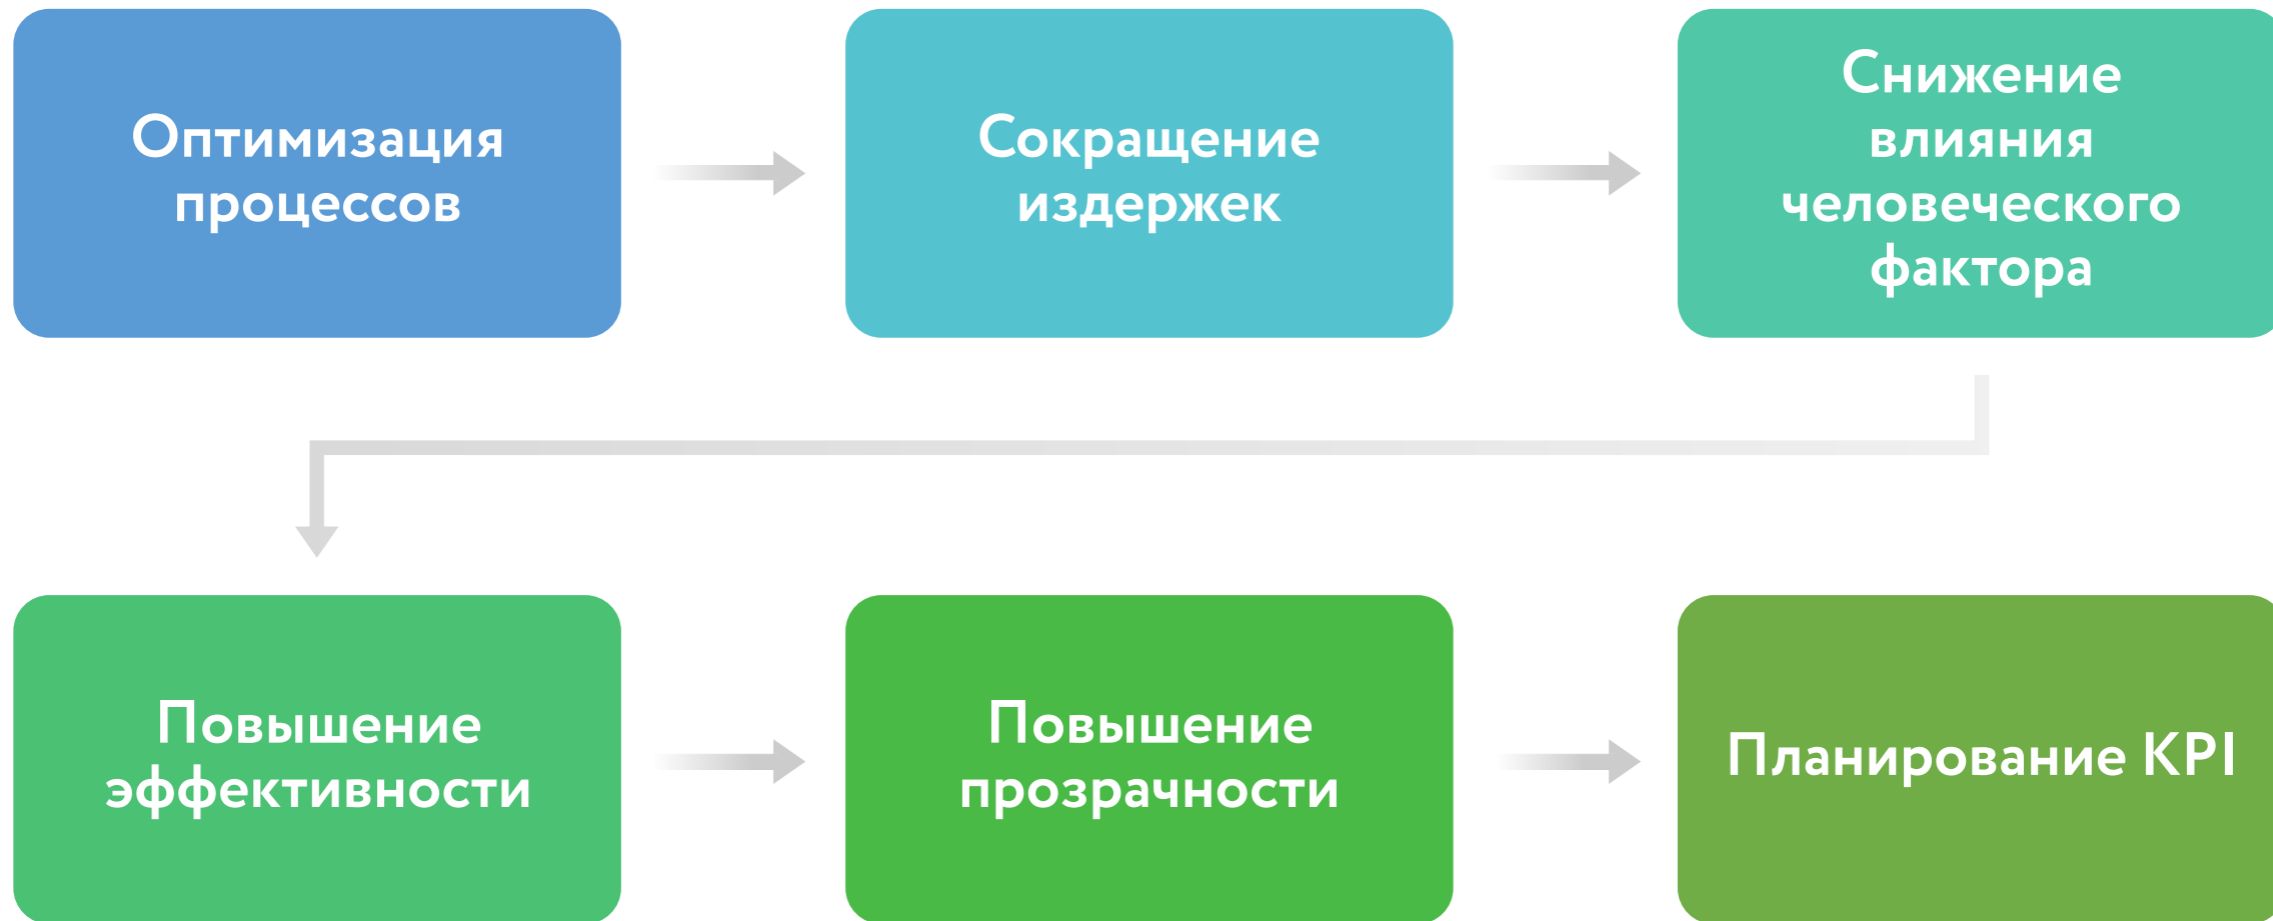 Оптимизация
процессов
Сокращение
издержек
Снижение
влияния
человеческого
фактора
Повышение
эффективности
Повышение
прозрачности
Планирование KPI